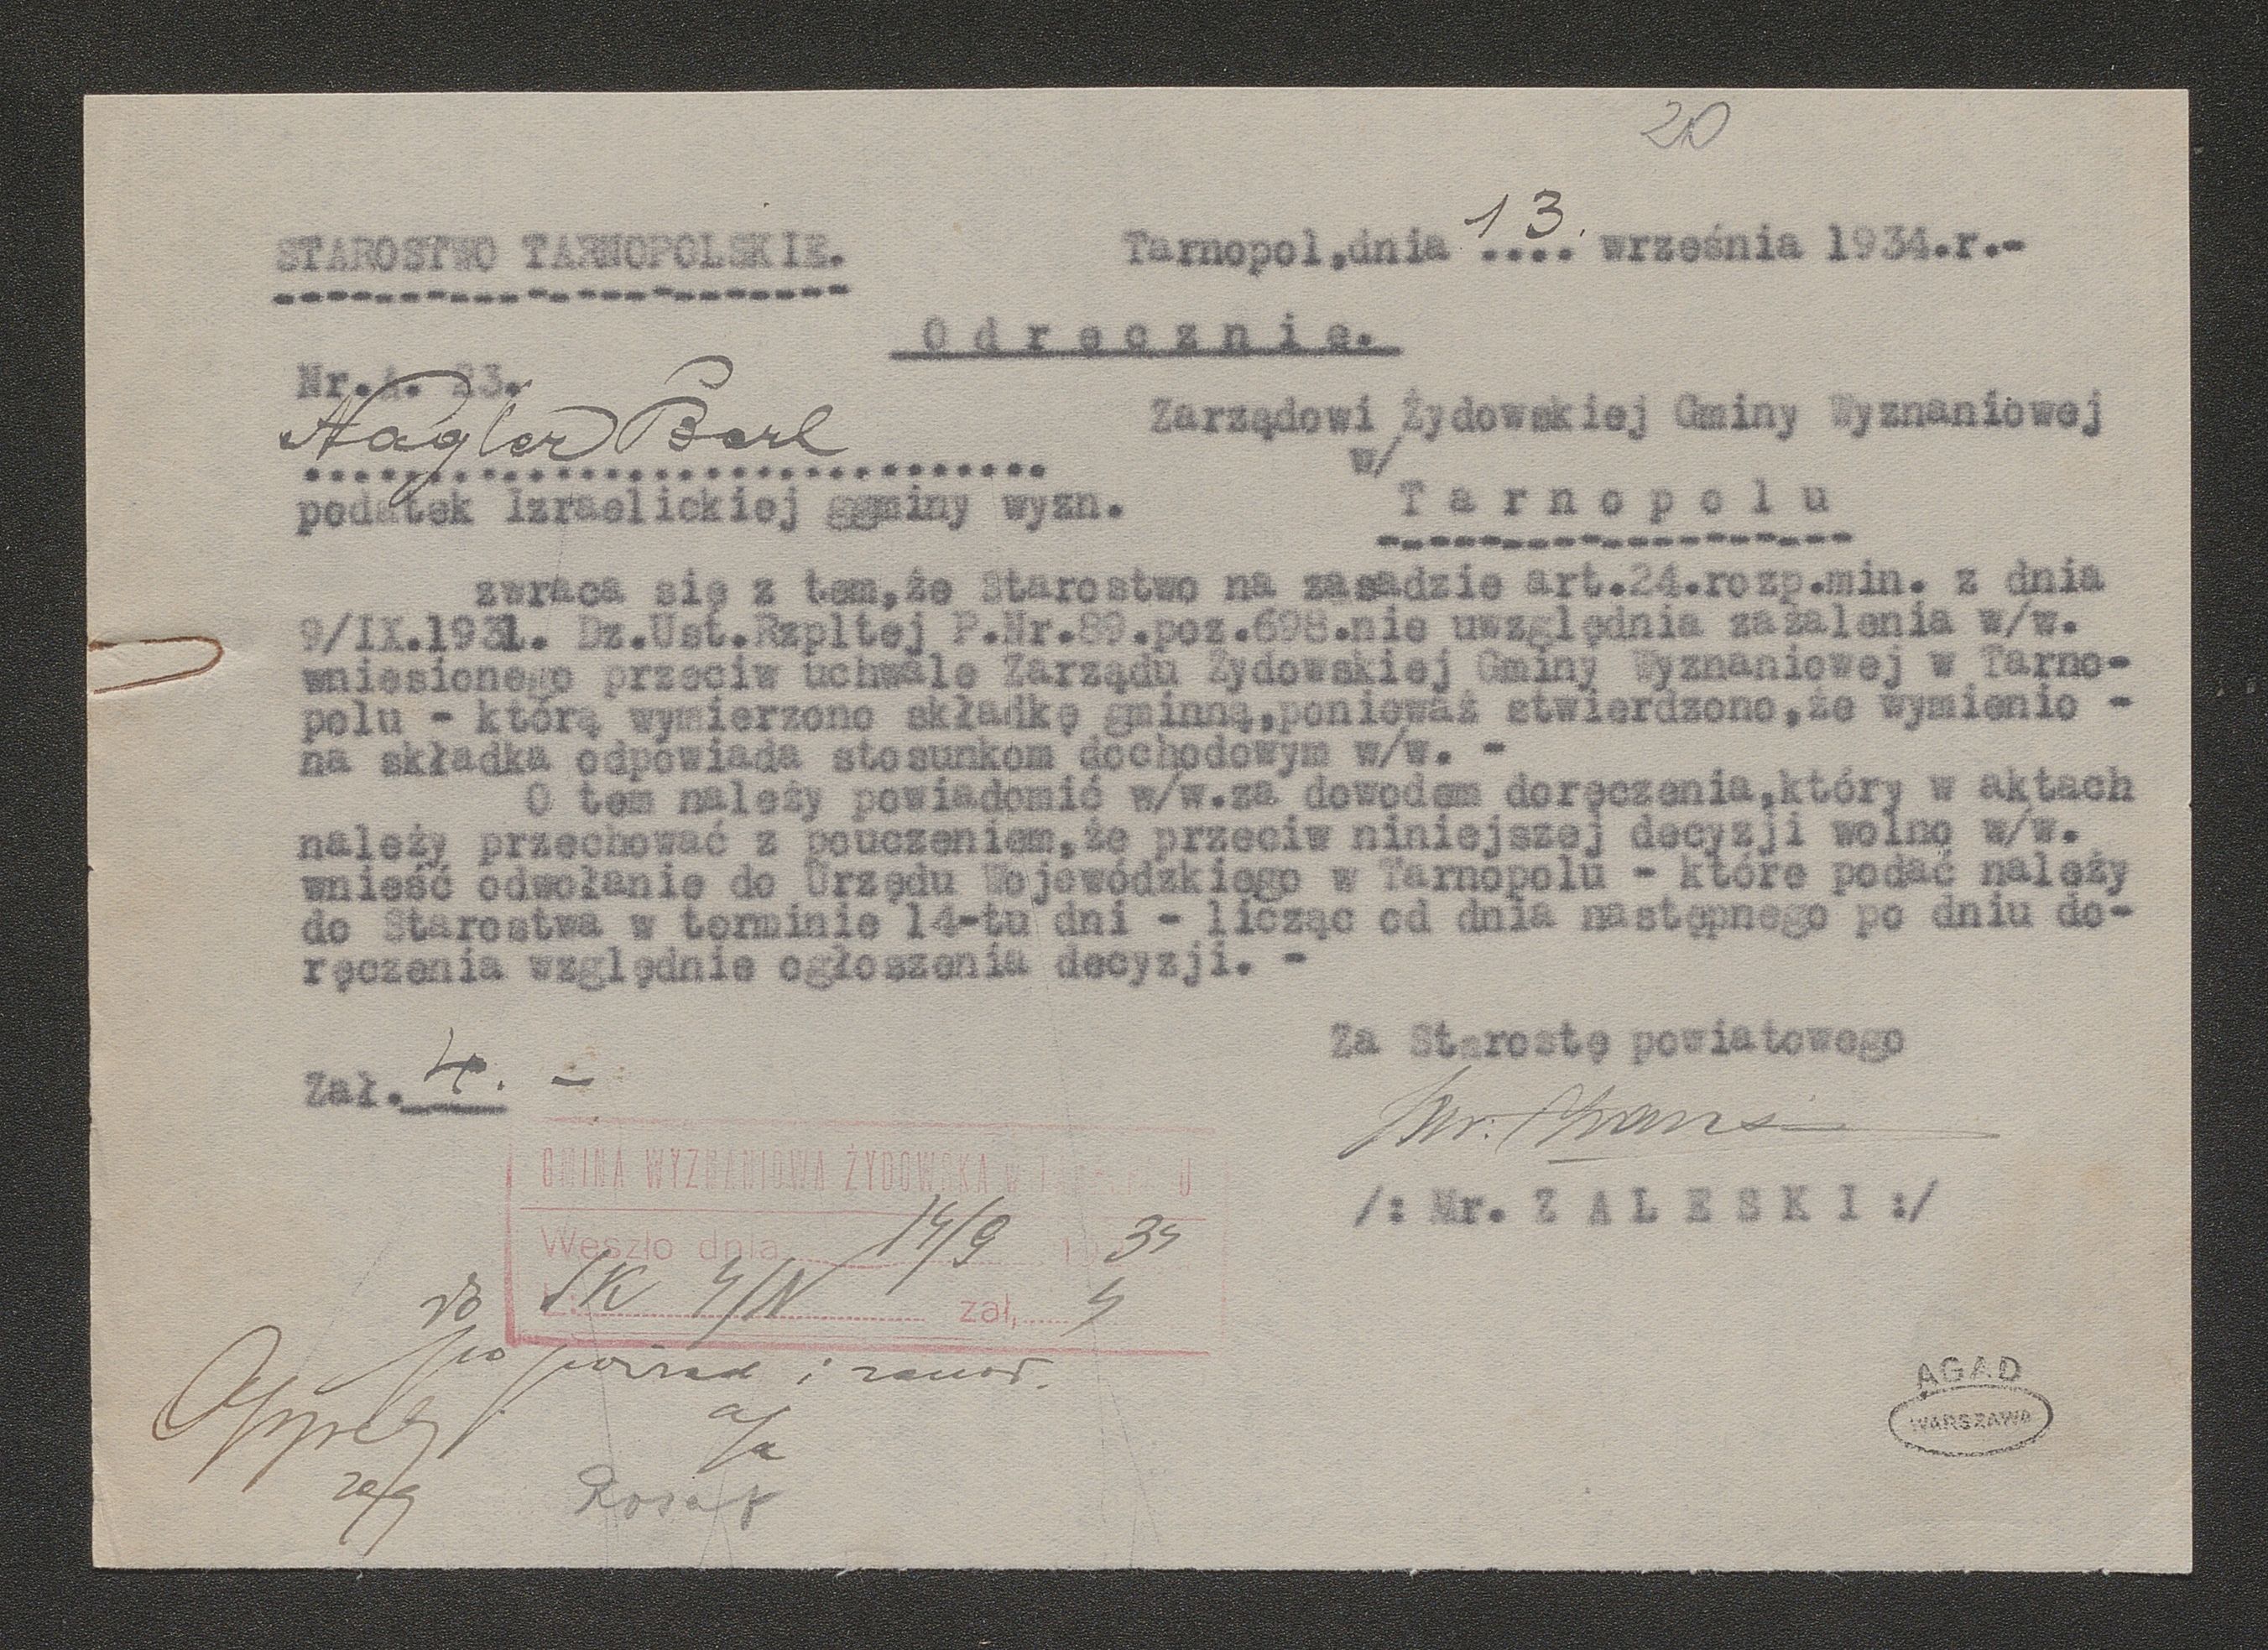 20
STAROSTWO TARNOPOLSKIE.
Tarnopol,dnia 13. września 1934.r.-
Odręcznie.
Nr.A. 23.
Nagler Berl
Zarządowi Żydowskiej Gminy Wyznaniowej
w/
podatek Izraelickiej ggminy wyzn.
Tarnopolu
zwraca się z tem,że Starostwo na zasadzie art.24.rozp.min. z dnia
9/IX.1931. Dz.Ust.Rzpltej P.Nr.89.poz.698.nie uwzględnia zażalenia w/w.
wniesionego przeciw uchwale Zarządu Żydowskiej Gminy Wyznaniowej w Tarno-
polu - którą wymierzono składkę gminną,ponieważ stwierdzono,że wymienio -
na składka odpowiada stosunkom dochodowym w/w. -
O tem należy powiadomić w/w.za dowodem doręczenia,który w aktach
należy przechować z pouczeniem,że przeciw niniejszej decyzji wolno w/w.
wnieść odwołanie do Urzędu Wojewódzkiego w Tarnopolu - które podać należy
do Starostwa w terminie 14-tu dni - licząc od dnia następnego po dniu do-
ręczenia względnie ogłoszenia decyzji. -
Za Starostę powiatowego
Zał. 4. -
/: Mr. ZALESKI :/
GMINA WYZNANIOWA ŻYDOWSKA w
Weszło dnia 14/9 19 34
L: zał, 4
AGAD
WARSZAWA